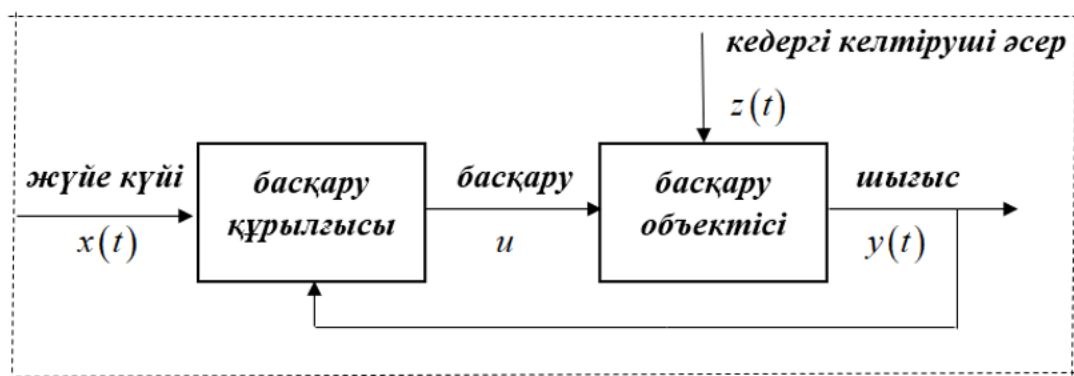 кедергі келтіруші әсер
z(t)
жүйе күйі
x(t)
басқару
құрылғысы
басқару
u
басқару
объектісі
шығыс
y(t)